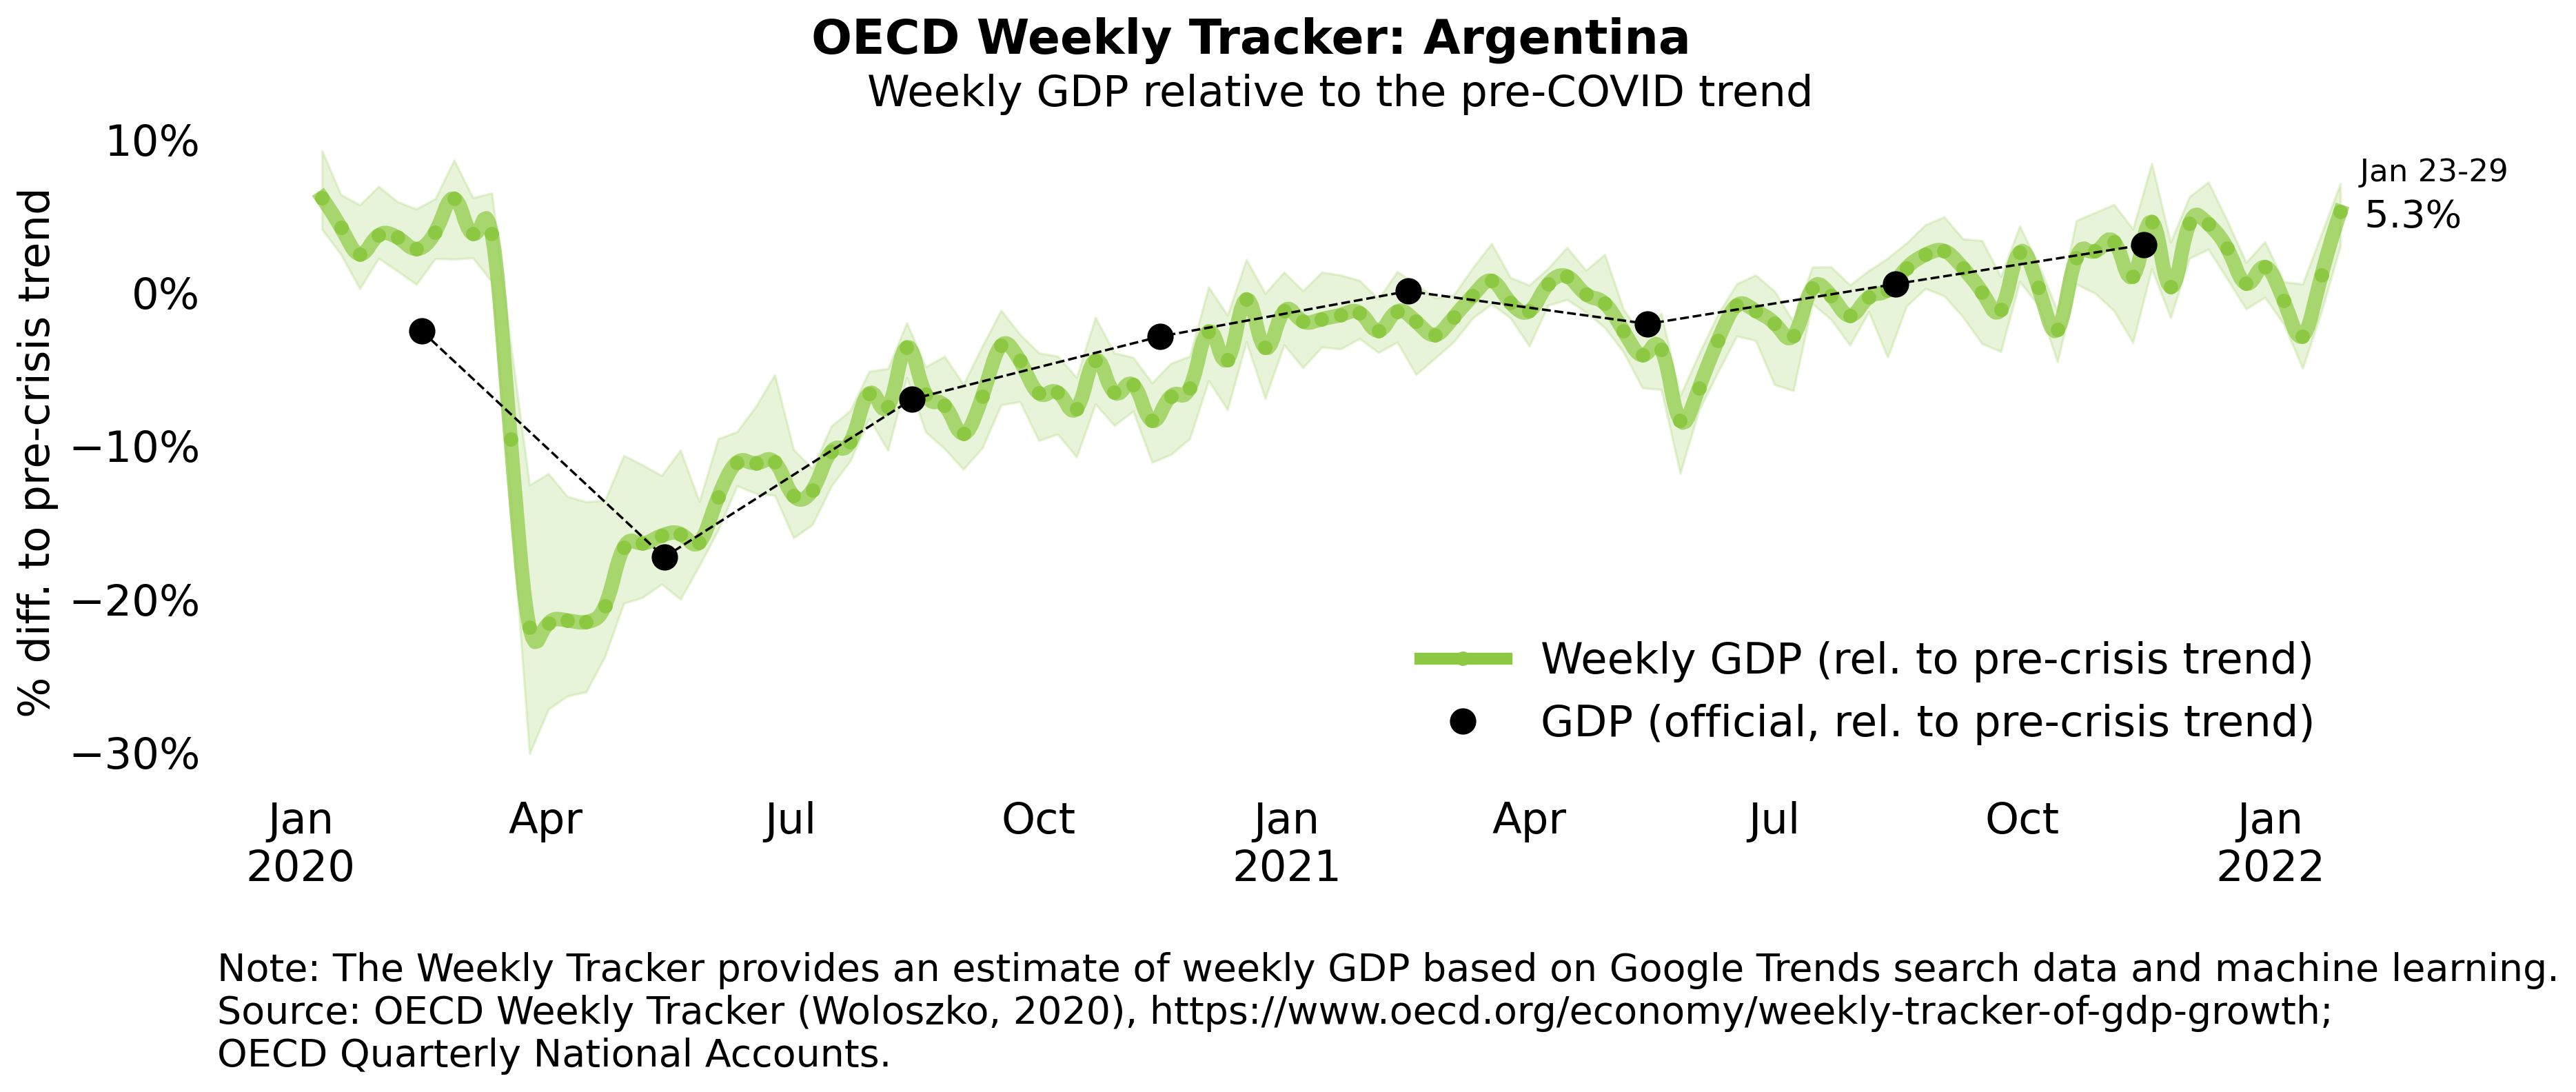 OECD Weekly Tracker: Argentina
Weekly GDP relative to the pre-COVID trend
% diff. to pre-crisis trend
10%
0%
−10%
−20%
−30%
Jan 23-29
5.3%
Weekly GDP (rel. to pre-crisis trend)
GDP (official, rel. to pre-crisis trend)
Jan Apr Jul Oct Jan Apr Jul Oct Jan
2020 2021 2022
Note: The Weekly Tracker provides an estimate of weekly GDP based on Google Trends search data and machine learning.
Source: OECD Weekly Tracker (Woloszko, 2020), https://www.oecd.org/economy/weekly-tracker-of-gdp-growth;
OECD Quarterly National Accounts.